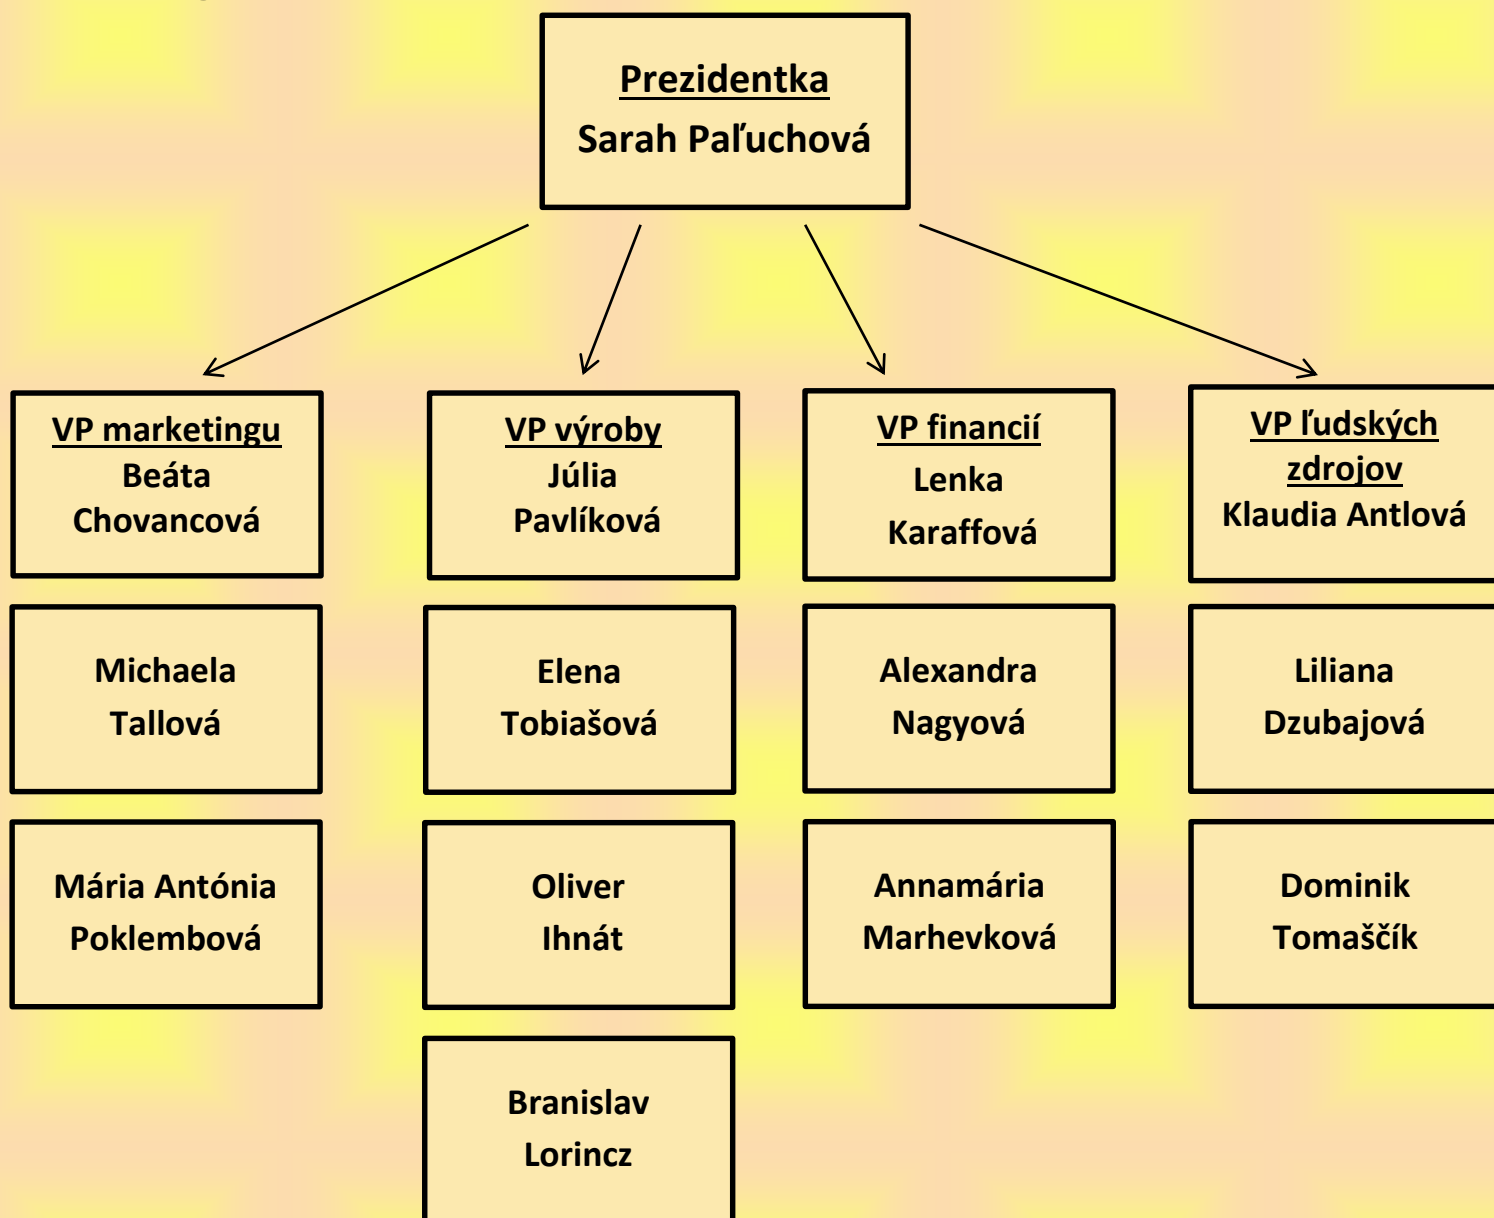 Prezidentka
Sarah Paľuchová
VP marketingu
Beáta
Chovancová
VP výroby
Júlia
Pavlíková
VP financií
Lenka
Karaffová
VP ľudských
zdrojov
Klaudia Antlová
Michaela
Tallová
Elena
Tobiašová
Alexandra
Nagyová
Liliana
Dzubajová
Mária Antónia
Poklembová
Oliver
Ihnát
Annamária
Marhevková
Dominik
Tomaščík
Branislav
Lorincz